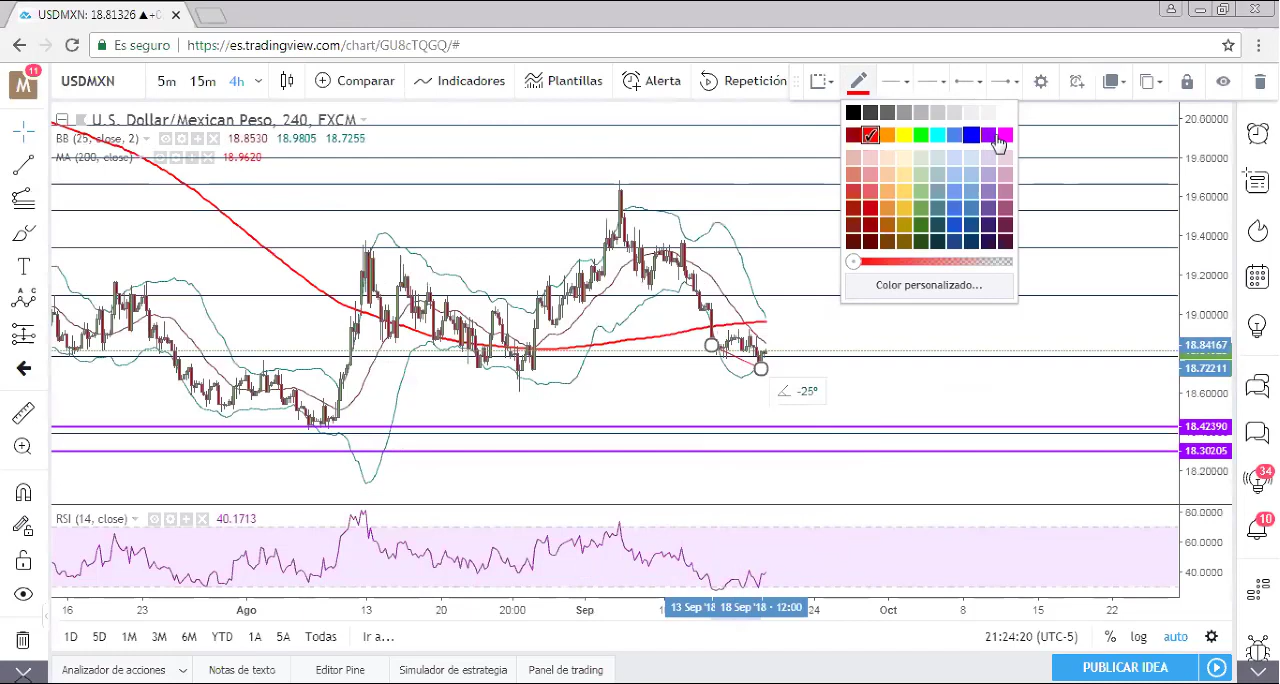 USDMXN: 18.81326 ▲+0.
Es seguro | https://es.tradingview.com/chart/GU8cTQGQ/#
M 11
USDMXN 5m 15m 4h Comparar Indicadores Plantillas Alerta Repetición
U.S. Dollar/Mexican Peso, 240, FXCM
BB (25, close, 2) 18.8530 18.9805 18.7255
MA (200, close) 18.9620
Color personalizado...
-25º
20.00000
19.80000
19.60000
19.40000
19.20000
19.00000
18.84167
18.72211
18.60000
18.42390
18.30205
18.20000
RSI (14, close) 40.1713
80.0000
60.0000
40.0000
34
10
16 23 Ago 13 20 20:00 Sep 13 Sep '18 18 Sep '18 - 12:00 24 Oct 8 15 22
1D 5D 1M 3M 6M YTD 1A 5A Todas Ir a... 21:24:20 (UTC-5) % log auto
Analizador de acciones Notas de texto Editor Pine Simulador de estrategia Panel de trading PUBLICAR IDEA